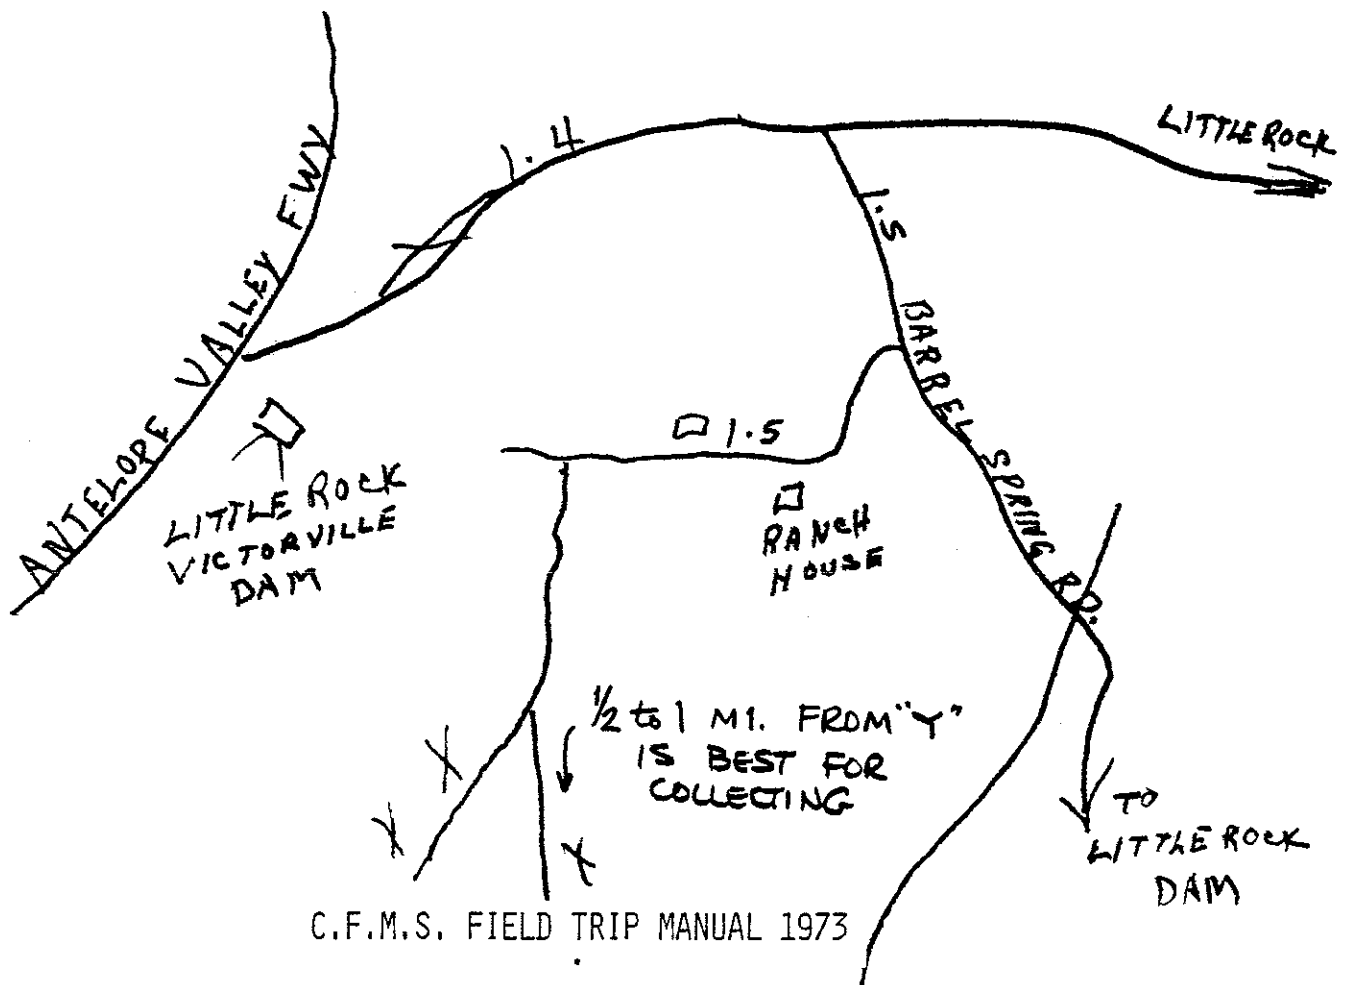 LITTLE ROCK
1.4
1.5
ANTELOPE VALLEY FWY
BARREL SPRING RD.
1.5
LITTLE ROCK
VICTORVILLE
DAM
RANCH
HOUSE
½ to 1 MI. FROM "Y"
IS BEST FOR
COLLECTING
X
X
X
TO
LITTLE ROCK
DAM
C.F.M.S. FIELD TRIP MANUAL 1973